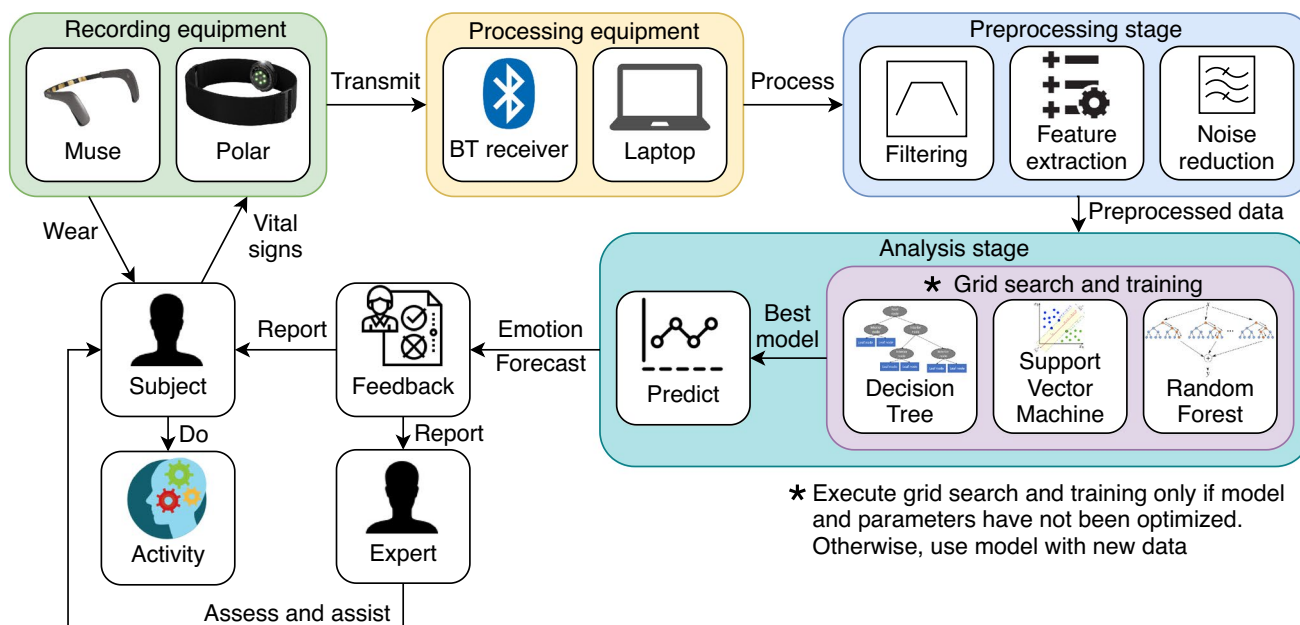 Recording equipment
Muse
Polar
Transmit
Processing equipment
BT receiver
Laptop
Process
Preprocessing stage
Filtering
Feature
extraction
Noise
reduction
Wear
Vital
signs
Preprocessed data
Analysis stage
* Grid search and training
Decision
Tree
Support
Vector
Machine
Random
Forest
Best
model
Predict
Emotion
Forecast
Feedback
Report
Subject
Do
Activity
Report
Expert
Assess and assist
* Execute grid search and training only if model
and parameters have not been optimized.
Otherwise, use model with new data